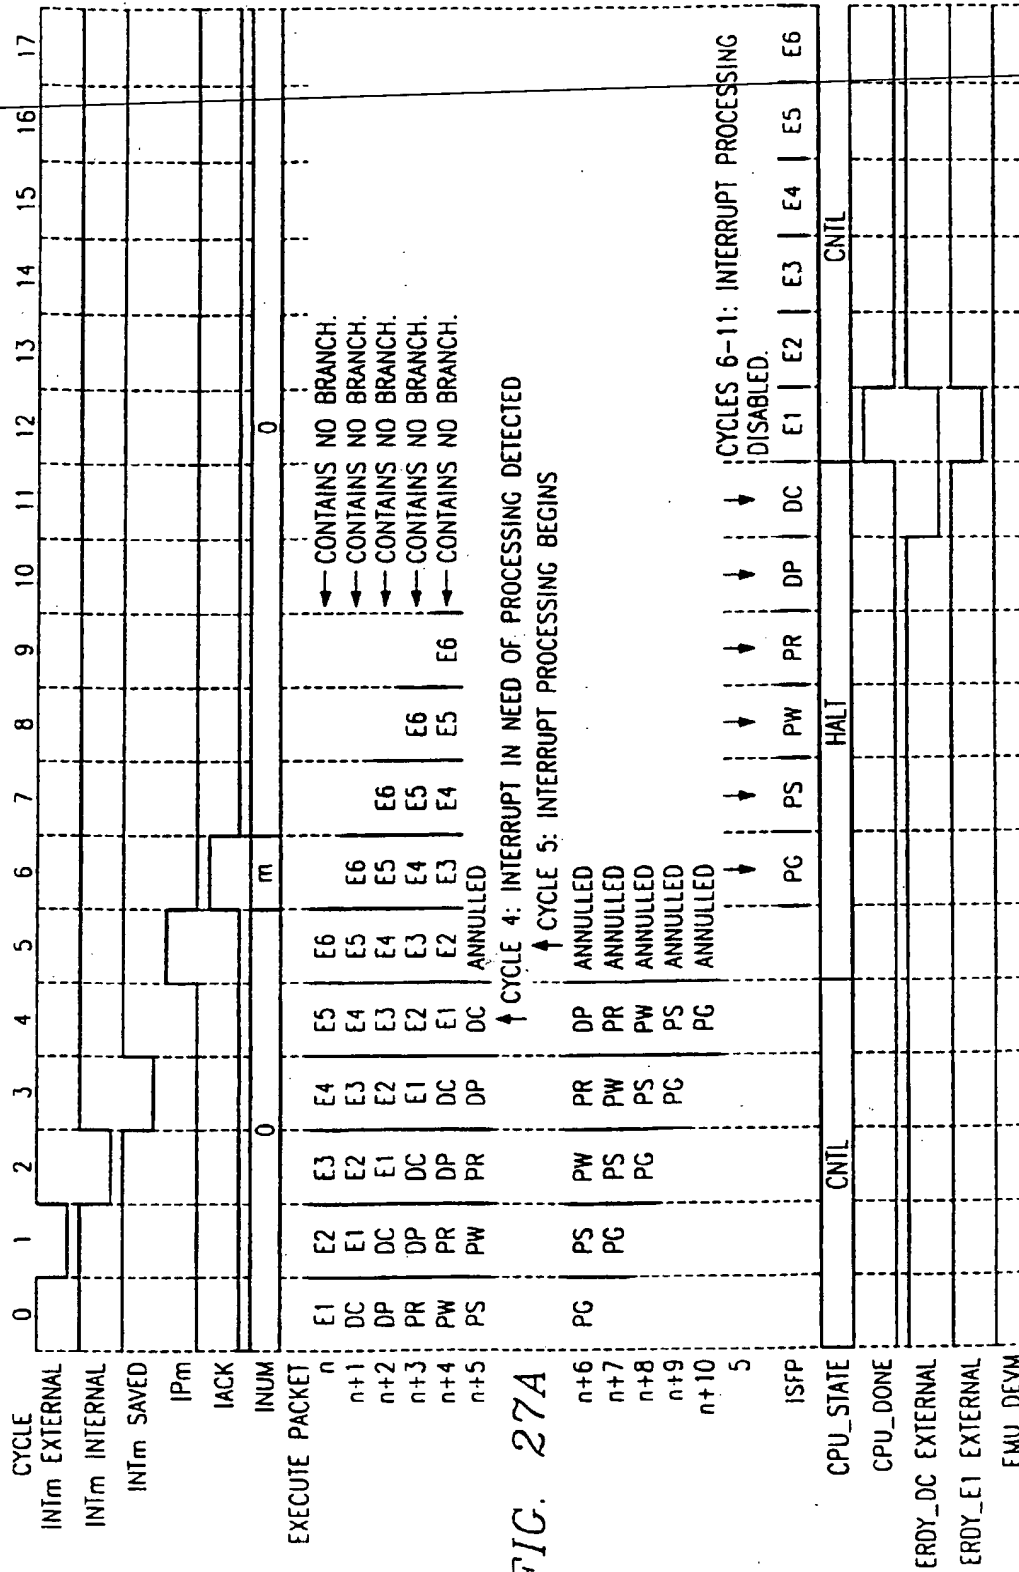 CYCLE 0 1 2 3 4 5 6 7 8 9 10 11 12 13 14 15 16 17
INTm EXTERNAL
INTm INTERNAL
INTm SAVED
IPm
IACK
INUM 0 m 0
EXECUTE PACKET
n E1 E2 E3 E4 E5 E6 CONTAINS NO BRANCH.
n+1 DC E1 E2 E3 E4 E5 E6 CONTAINS NO BRANCH.
n+2 DP DC E1 E2 E3 E4 E5 E6 CONTAINS NO BRANCH.
n+3 PR DP DC E1 E2 E3 E4 E5 E6 CONTAINS NO BRANCH.
n+4 PW PR DP DC E1 E2 E3 E4 E5 E6 CONTAINS NO BRANCH.
n+5 PS PW PR DP DC ANNULLED
CYCLE 4: INTERRUPT IN NEED OF PROCESSING DETECTED
FIG. 27A
CYCLE 5: INTERRUPT PROCESSING BEGINS
n+6 PG PS PW PR DP ANNULLED
n+7 PG PS PW PR ANNULLED
n+8 PG PS PW ANNULLED
n+9 PG PS ANNULLED
n+10 PG ANNULLED
5 CYCLES 6-11: INTERRUPT PROCESSING
DISABLED.
ISFP PG PS PW PR DP DC E1 E2 E3 E4 E5 E6
CPU_STATE CNTL HALT CNTL
CPU_DONE
ERDY_DC EXTERNAL
ERDY_E1 EXTERNAL